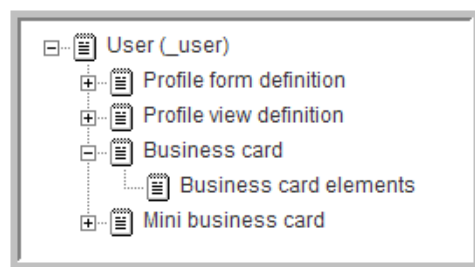 User (_user)
Profile form definition
Profile view definition
Business card
Business card elements
Mini business card